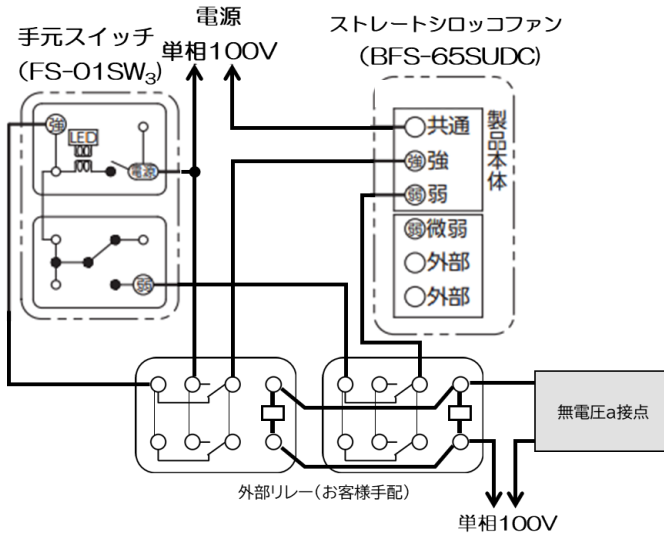 電源
単相100V
手元スイッチ
(FS-01SW3)
ストレートシロッコファン
(BFS-65SUDC)
強
LED
電源
弱
共通
強 強
弱 弱
弱 微弱
外部
外部
製品本体
無電圧a接点
外部リレー(お客様手配)
単相100V